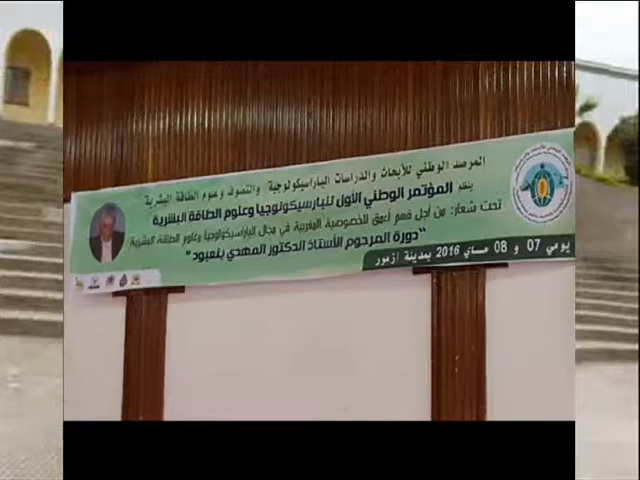 المرصد الوطني للأبحاث والدراسات الباراسيكولوجية والتصوف وعلوم الطاقة البشرية
ينظم
المؤتمر الوطني الأول للبارسيكولوجيا وعلوم الطاقة البشرية
تحت شعار: من أجل فهم أعمق للخصوصية المغربية في مجال الباراسيكولوجيا وعلوم الطاقة البشرية
"دورة المرحوم الأستاذ الدكتور المهدي بنعبود"
يومي 07 و 08 مساي 2016 بمدينة أزمور